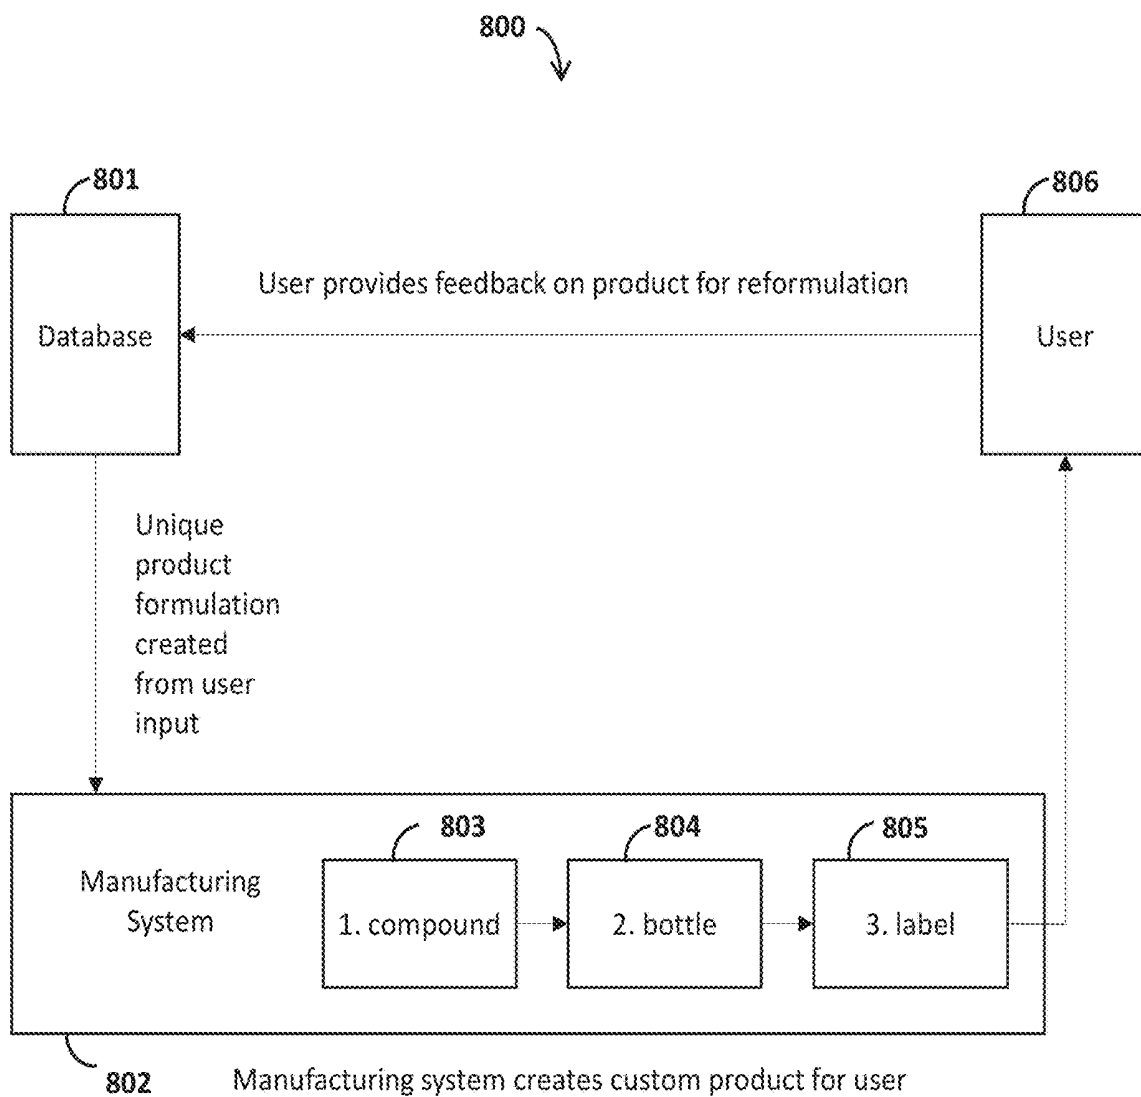 800
801
806
User provides feedback on product for reformulation
Database
User
Unique
product
formulation
created
from user
input
803
804
805
Manufacturing
System
1. compound
2. bottle
3. label
802
Manufacturing system creates custom product for user